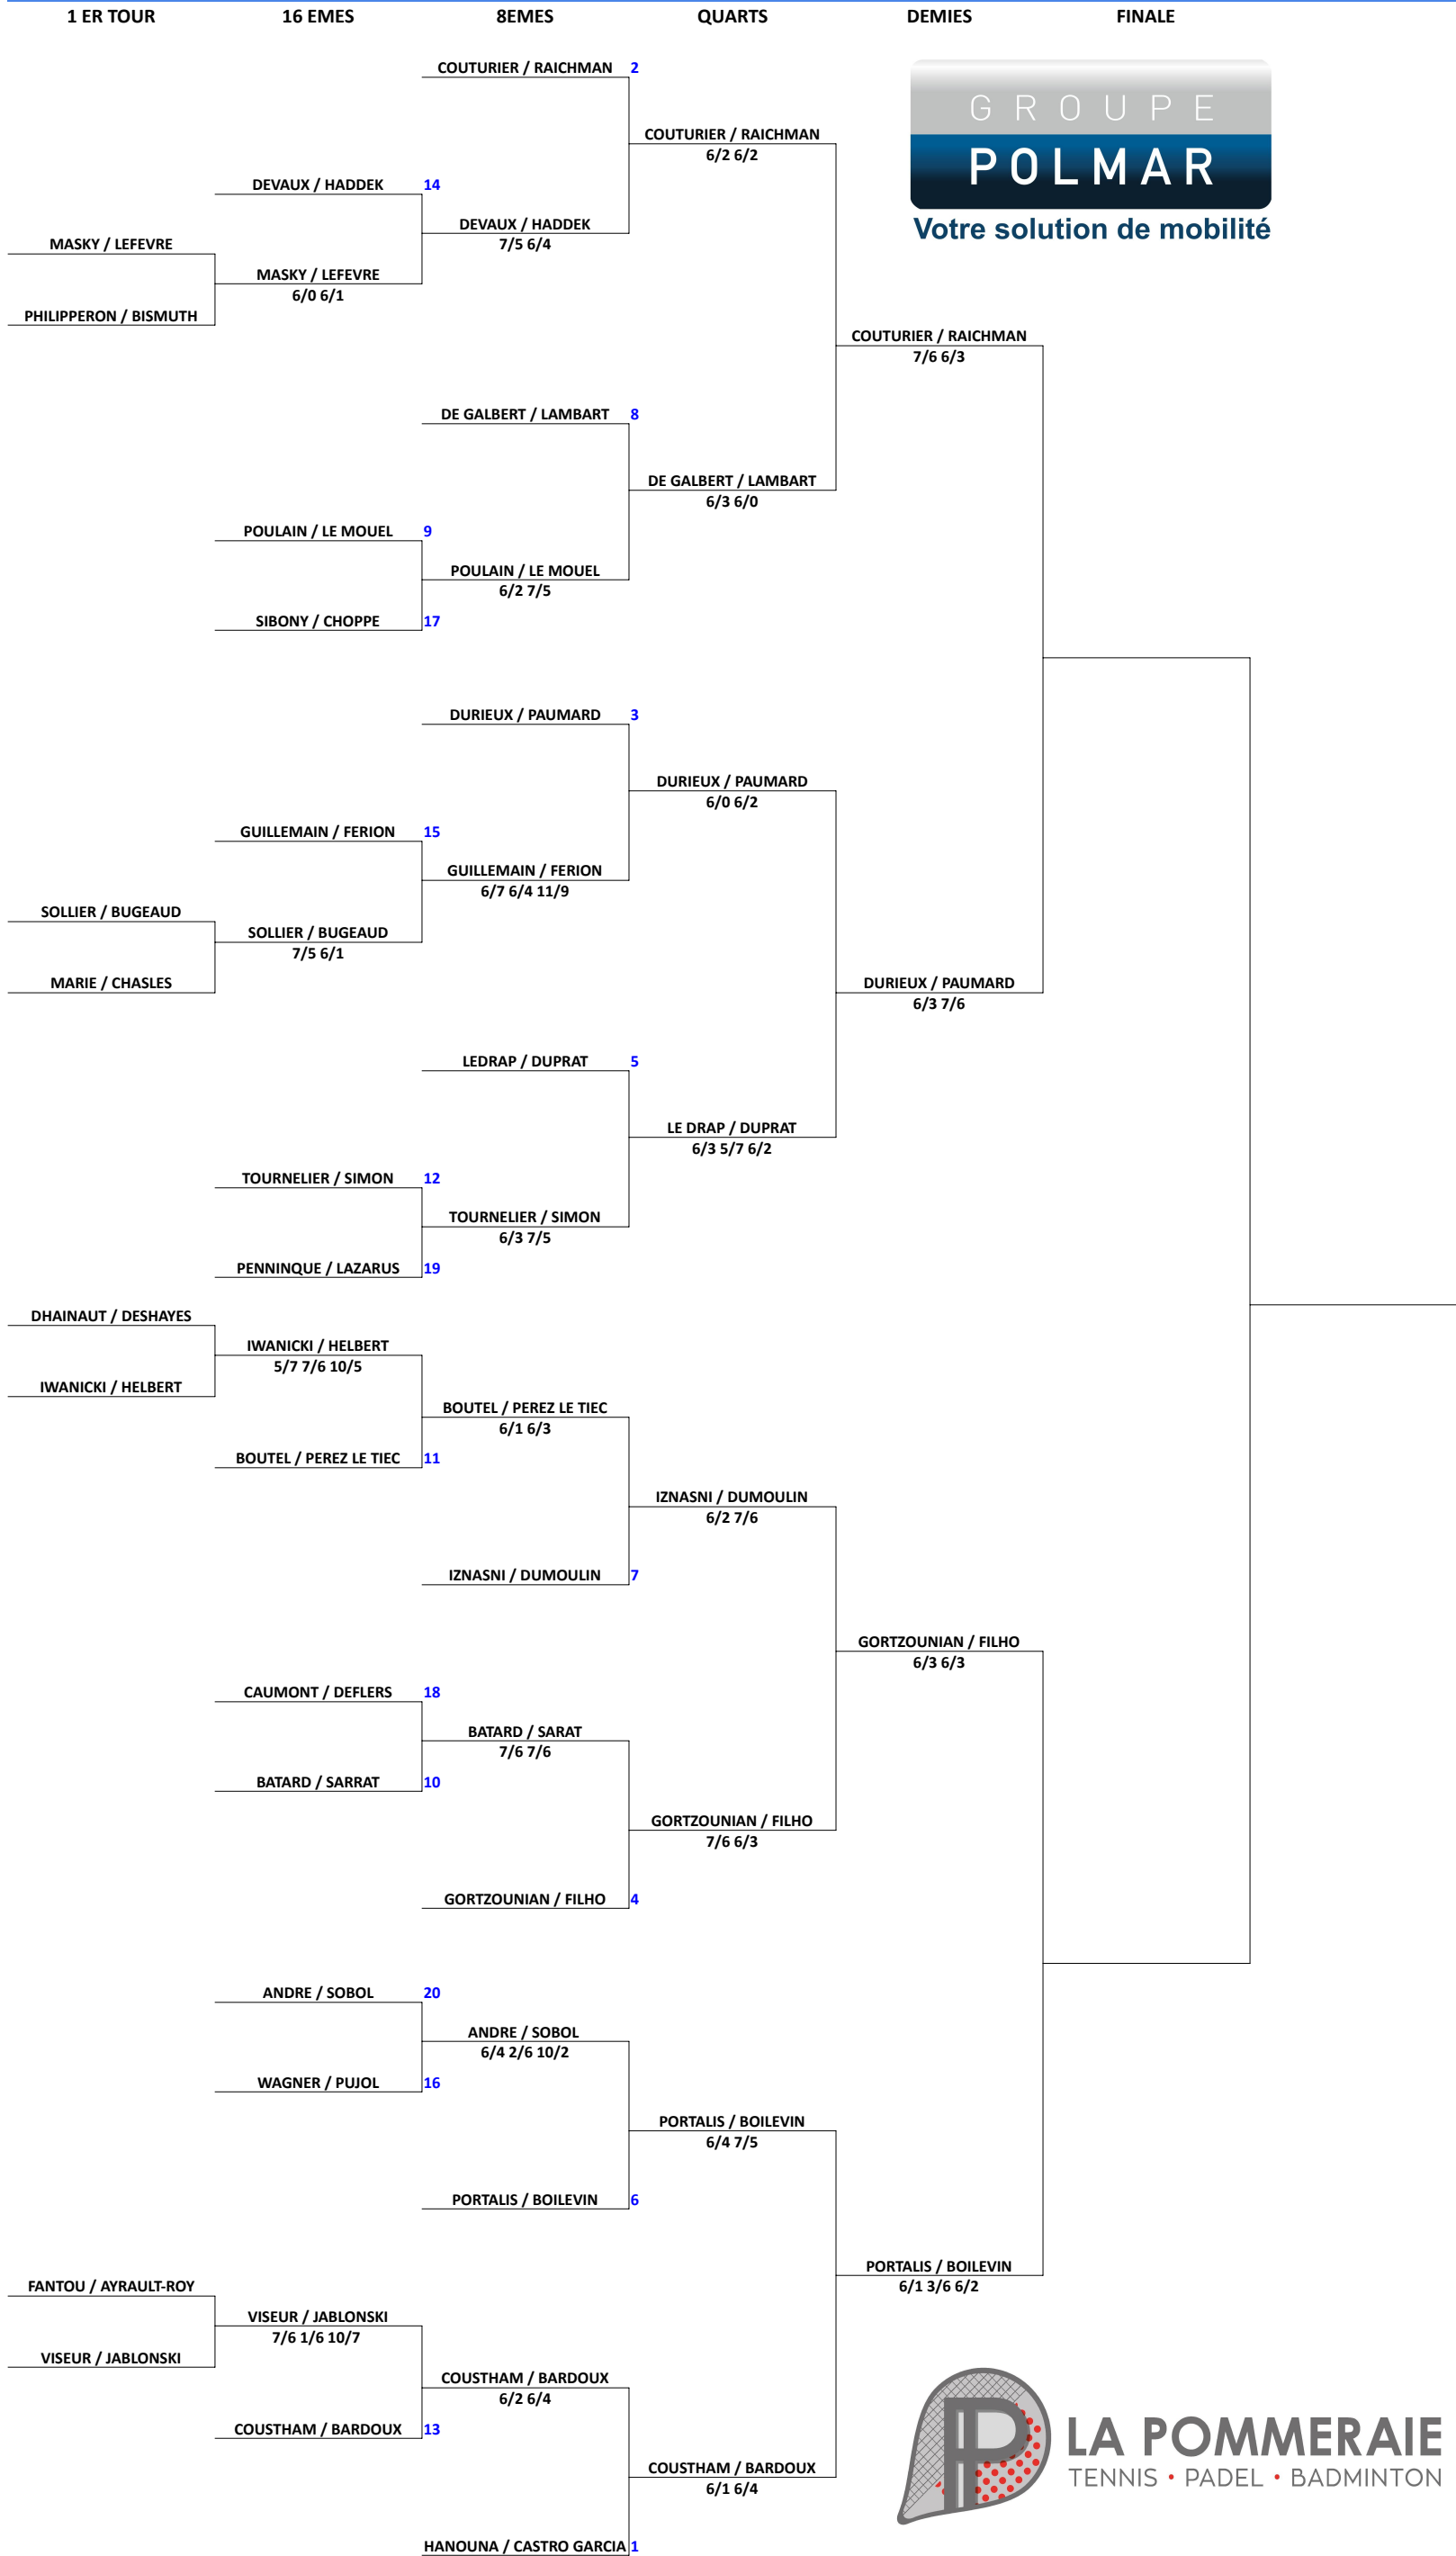 1 ER TOUR 16 EMES 8EMES QUARTS DEMIES FINALE
COUTURIER / RAICHMAN 2
GROUPE
POLMAR
Votre solution de mobilité
COUTURIER / RAICHMAN
6/2 6/2
DEVAUX / HADDEK 14
DEVAUX / HADDEK
7/5 6/4
MASKY / LEFEVRE
MASKY / LEFEVRE
6/0 6/1
PHILIPPERON / BISMUTH
COUTURIER / RAICHMAN
7/6 6/3
DE GALBERT / LAMBART 8
DE GALBERT / LAMBART
6/3 6/0
POULAIN / LE MOUEL 9
POULAIN / LE MOUEL
6/2 7/5
SIBONY / CHOPPE 17
DURIEUX / PAUMARD 3
DURIEUX / PAUMARD
6/0 6/2
GUILLEMAIN / FERION 15
GUILLEMAIN / FERION
6/7 6/4 11/9
SOLLIER / BUGEAUD
SOLLIER / BUGEAUD
7/5 6/1
MARIE / CHASLES
DURIEUX / PAUMARD
6/3 7/6
LEDRAP / DUPRAT 5
LE DRAP / DUPRAT
6/3 5/7 6/2
TOURNELIER / SIMON 12
TOURNELIER / SIMON
6/3 7/5
PENNINQUE / LAZARUS 19
DHAINAUT / DESHAYES
IWANICKI / HELBERT
5/7 7/6 10/5
IWANICKI / HELBERT
BOUTEL / PEREZ LE TIEC
6/1 6/3
BOUTEL / PEREZ LE TIEC 11
IZNASNI / DUMOULIN
6/2 7/6
IZNASNI / DUMOULIN 7
GORTZOUNIAN / FILHO
6/3 6/3
CAUMONT / DEFLERS 18
BATARD / SARAT
7/6 7/6
BATARD / SARRAT 10
GORTZOUNIAN / FILHO
7/6 6/3
GORTZOUNIAN / FILHO 4
ANDRE / SOBOL 20
ANDRE / SOBOL
6/4 2/6 10/2
WAGNER / PUJOL 16
PORTALIS / BOILEVIN
6/4 7/5
PORTALIS / BOILEVIN 6
PORTALIS / BOILEVIN
6/1 3/6 6/2
FANTOU / AYRAULT-ROY
VISEUR / JABLONSKI
7/6 1/6 10/7
VISEUR / JABLONSKI
COUSTHAM / BARDOUX
6/2 6/4
COUSTHAM / BARDOUX 13
LA POMMERAIE
TENNIS • PADEL • BADMINTON
COUSTHAM / BARDOUX
6/1 6/4
HANOUNA / CASTRO GARCIA 1